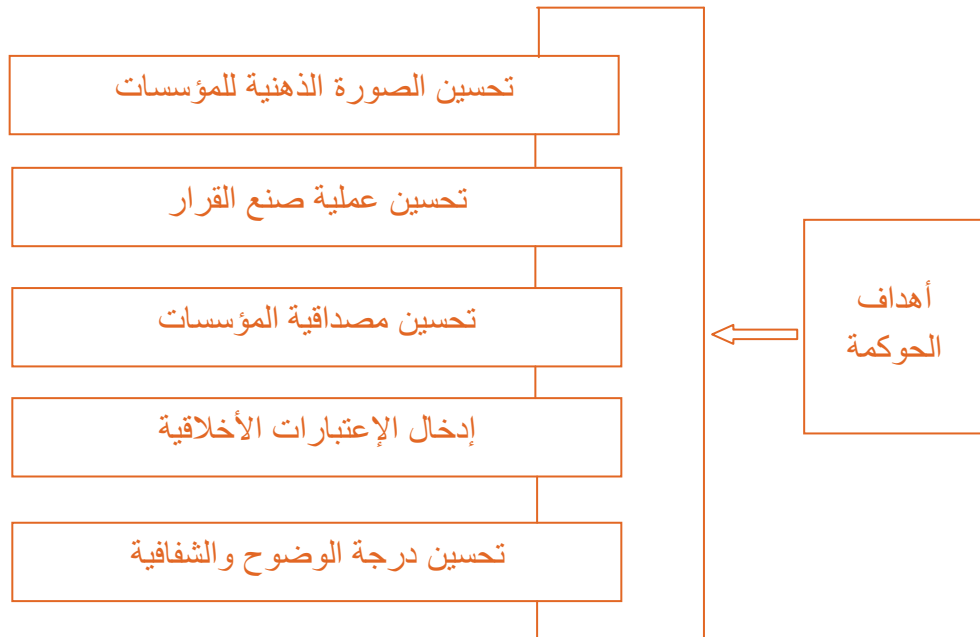 تحسين الصورة الذهنية للمؤسسات
تحسين عملية صنع القرار
أهداف
الحوكمة
تحسين مصداقية المؤسسات
إدخال الإعتبارات الأخلاقية
تحسين درجة الوضوح والشفافية